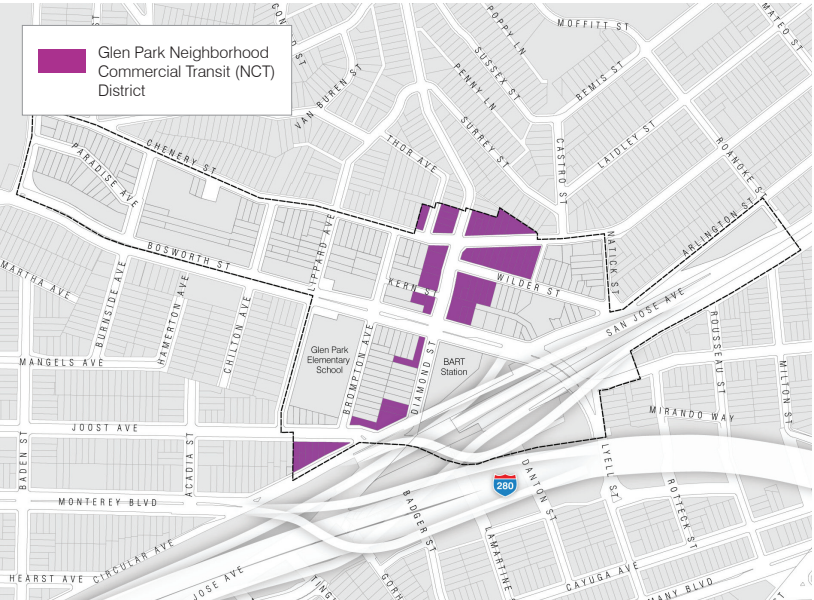 Glen Park Neighborhood
Commercial Transit (NCT)
District
MOFFITT ST
MATEO ST
POPPY LN
SUSSEX ST
PENNY LN
BEMIS ST
VAN BUREN ST
SURREY ST
THOR AVE
CASTRO ST
LAIDLEY ST
ROANOKE ST
CHENERY ST
PARADISE AVE
ARLINGTON ST
NATICK ST
BOSWORTH ST
LIPPARD AVE
WILDER ST
KERN S
SAN JOSE AVE
MARTHA AVE
BURNSIDE AVE
HAMERTON AVE
CHILTON AVE
ROUSSEAU ST
Glen Park
Elementary
School
BROMPTON AVE
DIAMOND ST
BART
Station
MANGELS AVE
MILTON ST
MIRANDO WAY
JOOST AVE
BADEN ST
ACADIA ST
LYELL ST
DANTON ST
280
ROTTECK ST
MONTEREY BLVD
BADGER ST
LAMARTINE
CAYUGA AVE
HEARST AVE
CIRCULAR AVE
JOSE AVE
TING
GORH
MANY BLVD